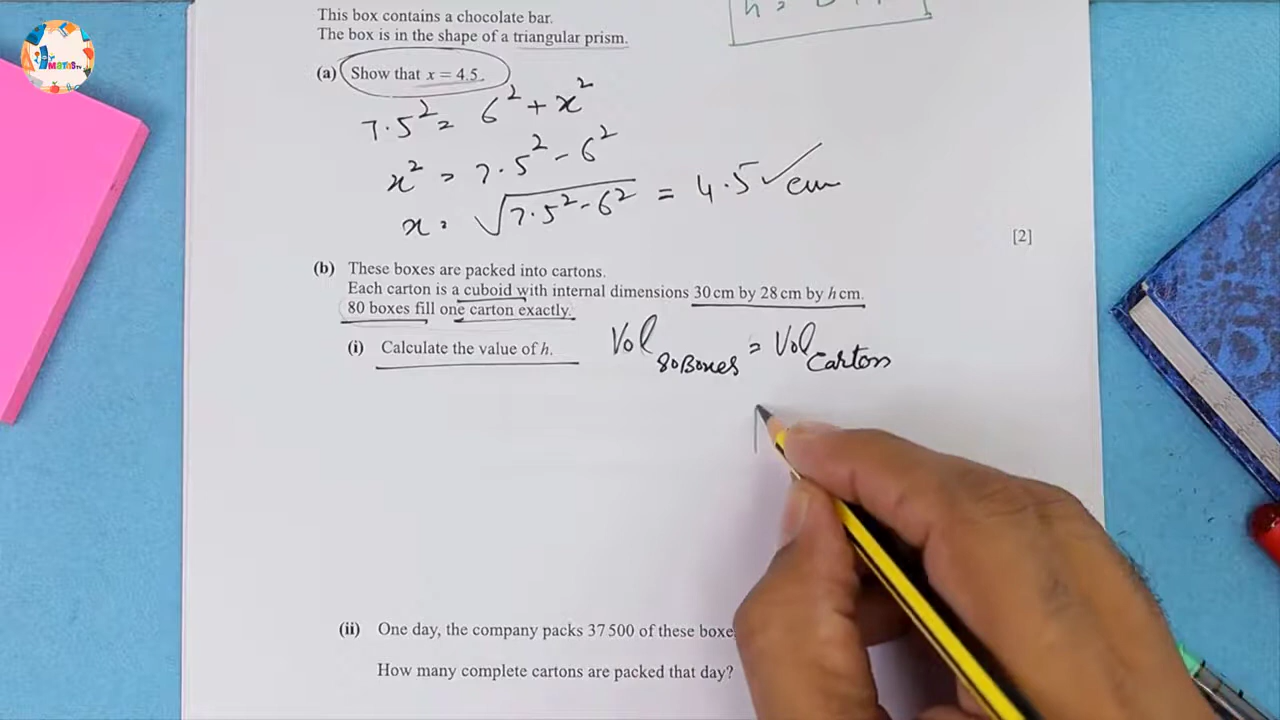 This box contains a chocolate bar.
The box is in the shape of a triangular prism.
(a) Show that x = 4.5.
7.5² = 6² + x²
x² = 7.5² - 6²
x = √7.5² - 6² = 4.5 ✓ cm
[2]
(b) These boxes are packed into cartons.
Each carton is a cuboid with internal dimensions 30 cm by 28 cm by h cm.
80 boxes fill one carton exactly.
(i) Calculate the value of h.
Vol 80Boxes = Vol Carton
(ii) One day, the company packs 37 500 of these boxe
How many complete cartons are packed that day?
MATHS TV